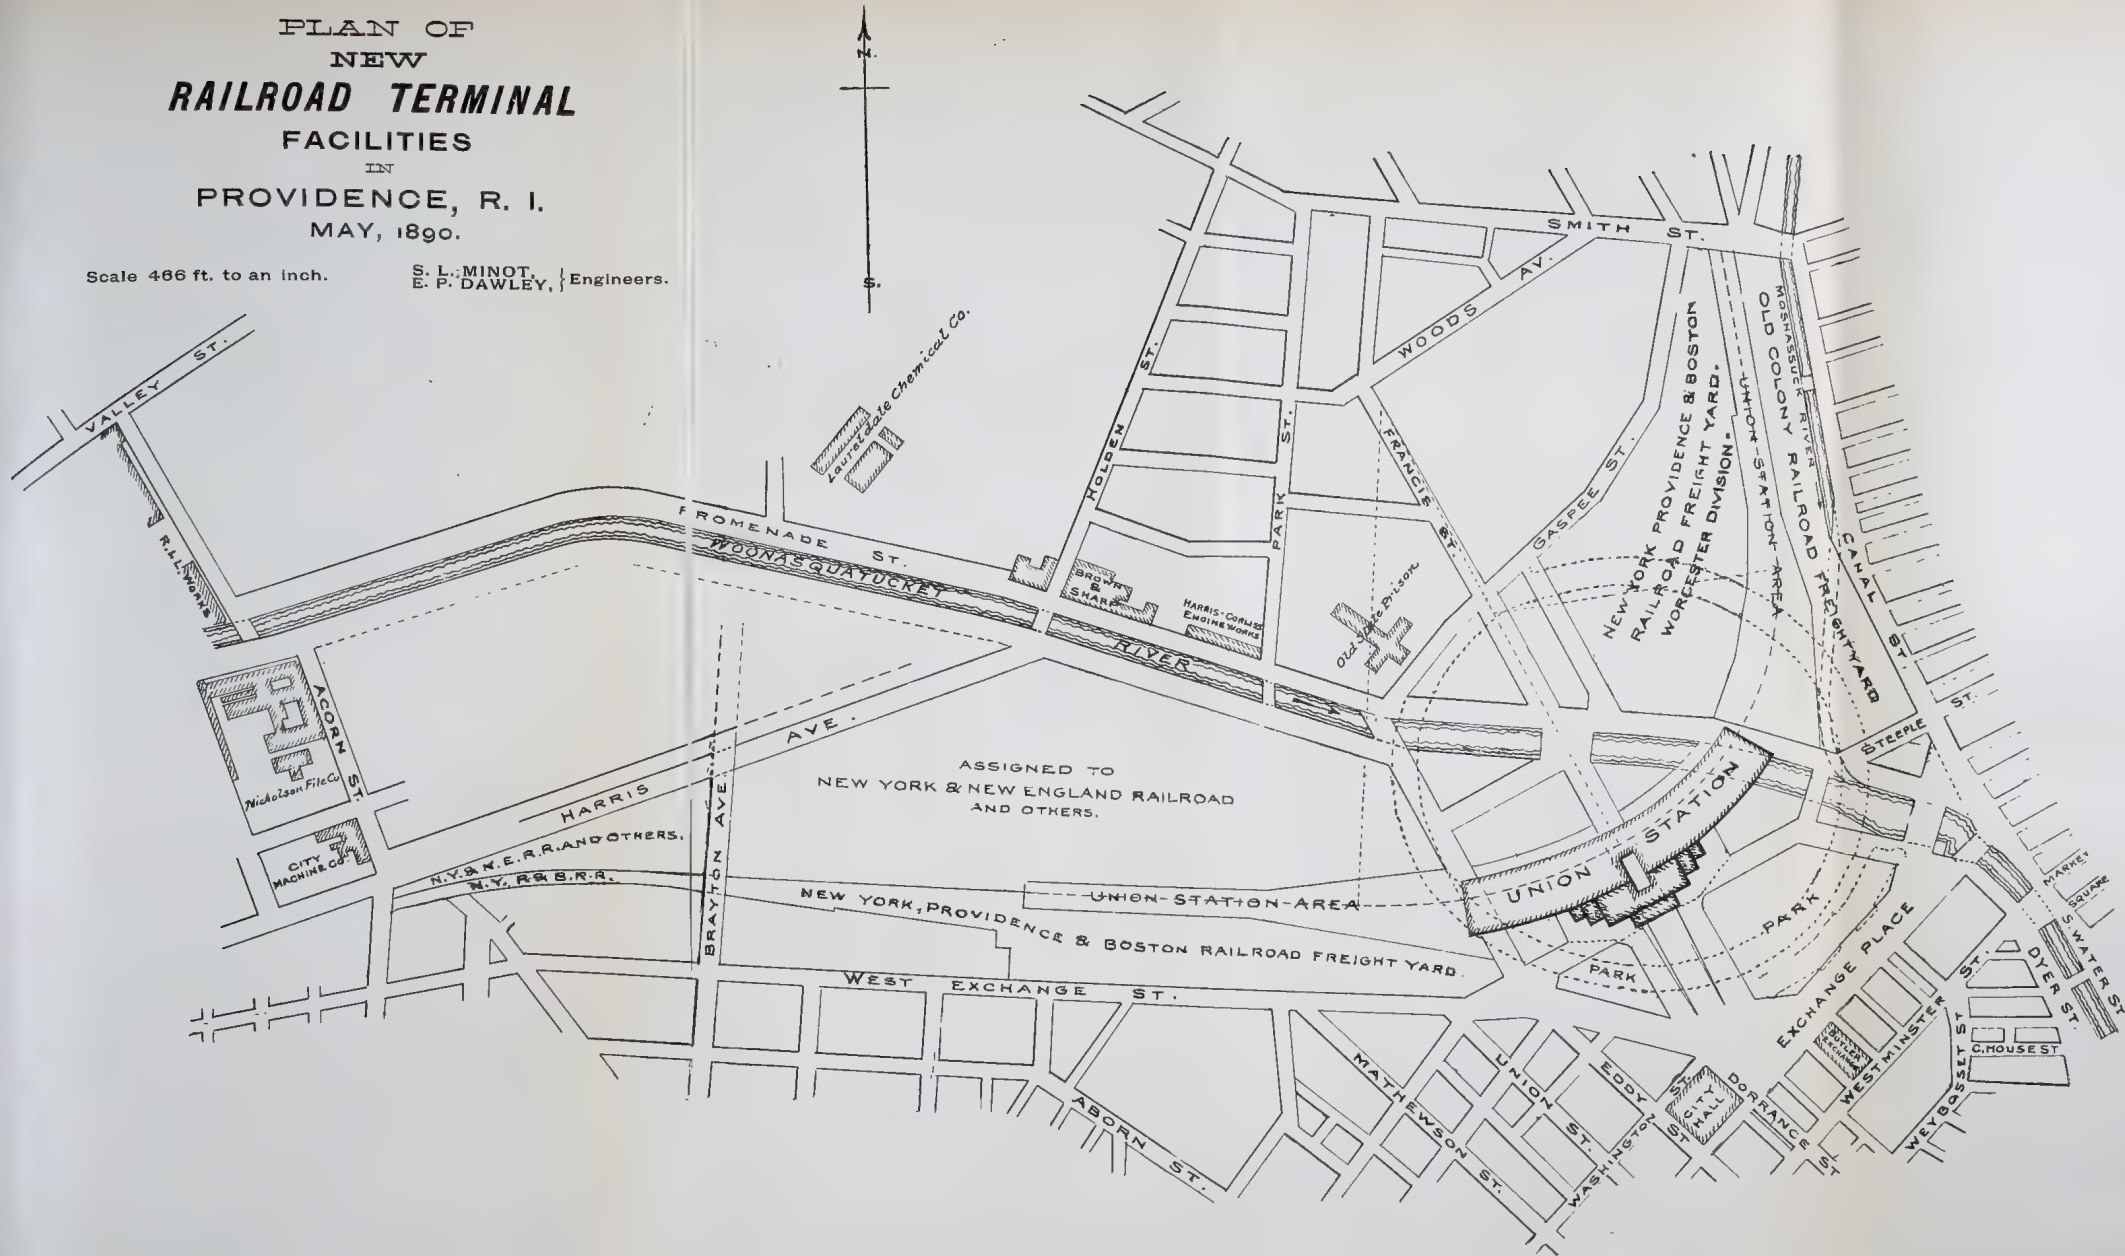 PLAN OF
NEW
RAILROAD TERMINAL
FACILITIES
IN
PROVIDENCE, R. I.
MAY, 1890.
Scale 466 ft. to an inch.
S. L. MINOT,
E. P. DAWLEY, } Engineers.
N.
S.
VALLEY ST.
R.I.L. WORKS
Laureldale Chemical Co.
PROMENADE ST.
WOONASQUATUCKET
RIVER
HOLDEN ST.
PARK ST.
SMITH ST.
WOODS AV.
FRANCIS ST.
GASPEE ST.
NEW YORK PROVIDENCE & BOSTON
RAILROAD FREIGHT YARD.
WORCESTER DIVISION.
UNION-STATION-AREA
OLD COLONY RAILROAD FREIGHT YARD
MOSHASSUCK RIVER
CANAL ST.
STEEPLE ST.
BROWN
&
SHARP
HARRIS-CORLISS
ENGINE WORKS
Old State Prison
ACORN ST.
Nicholson File Co
CITY
MACHINE CO.
HARRIS AVE.
N.Y. & N.E.R.R. AND OTHERS.
N.Y. P. & B.R.R.
BRAYTON AVE.
ASSIGNED TO
NEW YORK & NEW ENGLAND RAILROAD
AND OTHERS.
UNION-STATION-AREA
NEW YORK, PROVIDENCE & BOSTON RAILROAD FREIGHT YARD.
UNION STATION
PARK
PARK
EXCHANGE PLACE
MARKET
SQUARE
S. WATER ST
DYER ST.
C. HOUSE ST
WEST EXCHANGE ST.
ABORN ST.
MATHEWSON ST.
UNION ST.
EDDY ST
WASHINGTON ST.
CITY
HALL
DORRANCE ST
BUTLER
EXCHANGE
WESTMINSTER ST.
WEYBOSSET ST